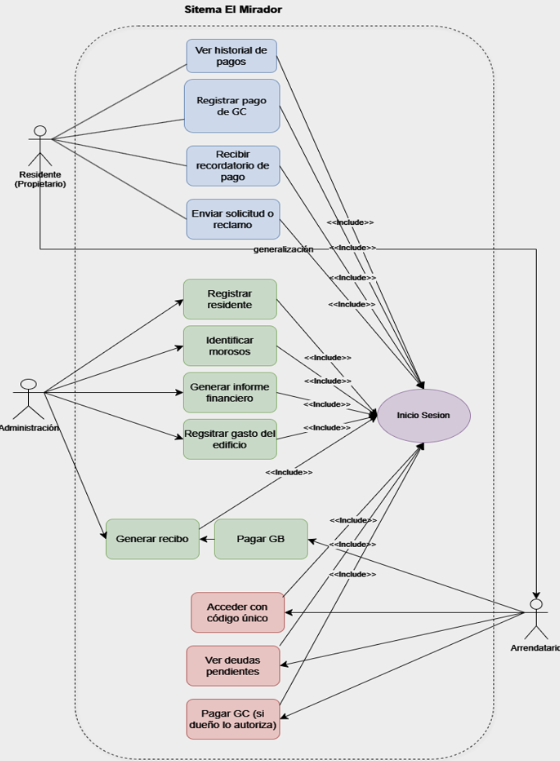 Sitema El Mirador
Ver historial de
pagos
Registrar pago
de GC
Residente
(Propietario)
Recibir
recordatorio de
pago
Enviar solicitud o
reclamo
<<Include>>
generalización
<<Include>>
<<Include>>
<<Include>>
Registrar
residente
Identificar
morosos
<<Include>>
Generar informe
financiero
<<Include>>
<<Include>>
Inicio Sesion
Administración
Regsitrar gasto del
edificio
<<Include>>
<<Include>>
Generar recibo
Pagar GB
<<Include>>
<<Include>>
<<Include>>
Acceder con
código único
Arrendatario
Ver deudas
pendientes
Pagar GC (si
dueño lo autoriza)